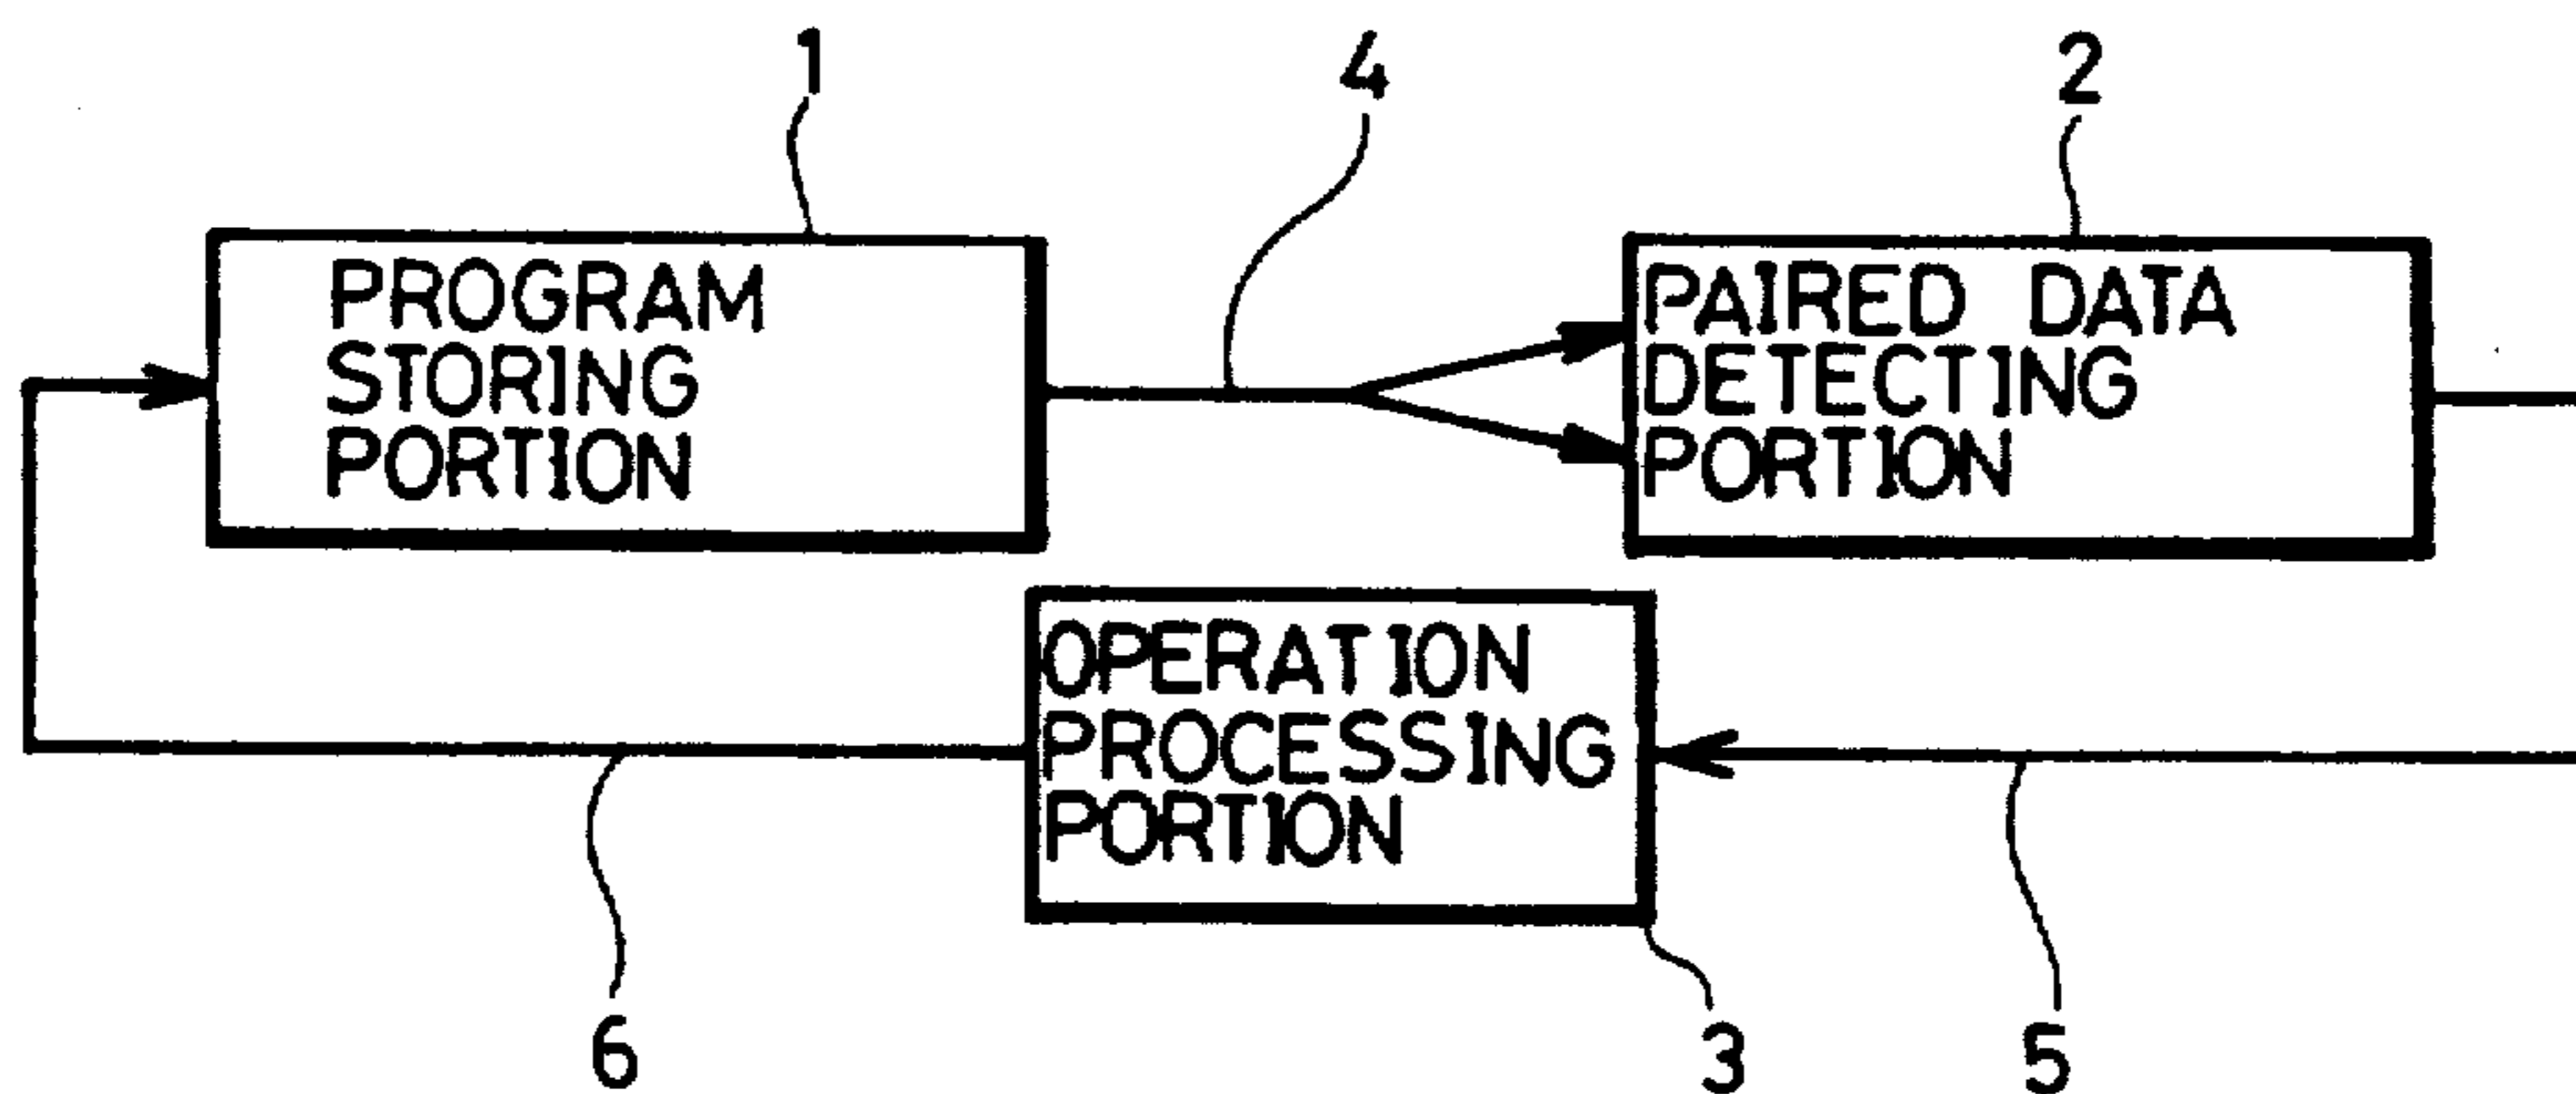 1
4
2
PROGRAM
STORING
PORTION
PAIRED DATA
DETECTING
PORTION
OPERATION
PROCESSING
PORTION
6
3
5